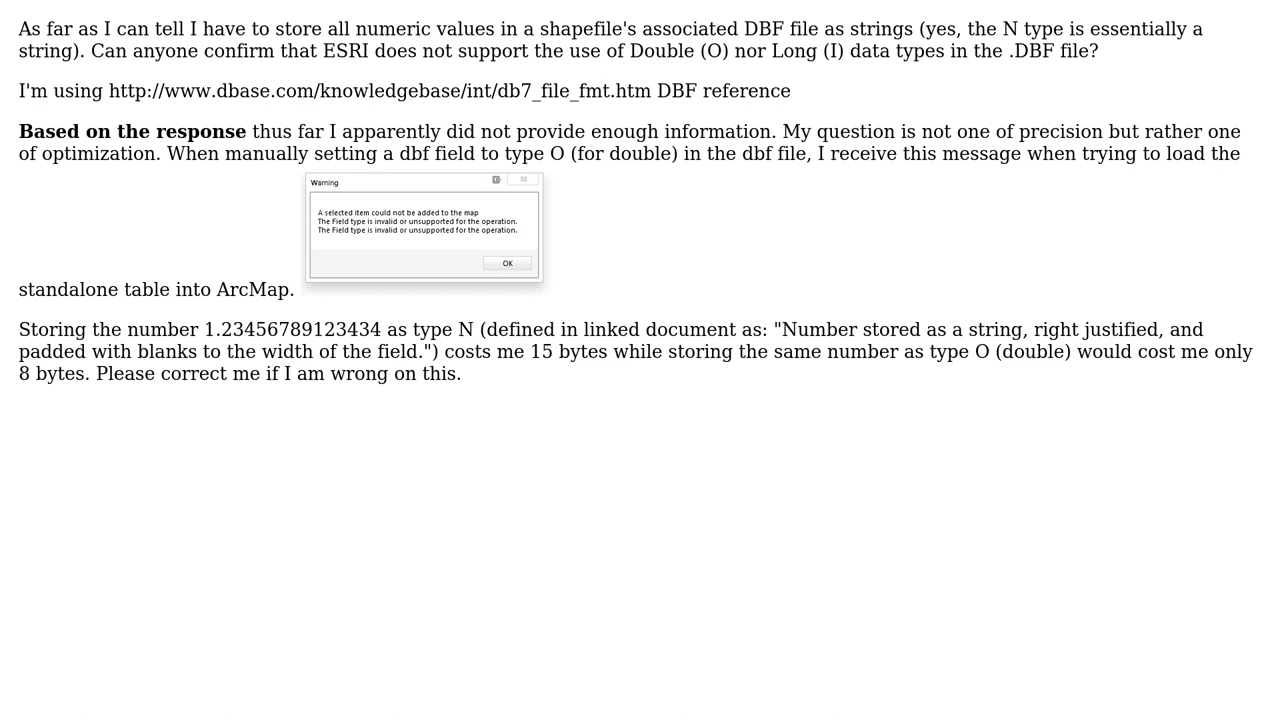 As far as I can tell I have to store all numeric values in a shapefile's associated DBF file as strings (yes, the N type is essentially a
string). Can anyone confirm that ESRI does not support the use of Double (O) nor Long (I) data types in the .DBF file?
I'm using http://www.dbase.com/knowledgebase/int/db7_file_fmt.htm DBF reference
Based on the response thus far I apparently did not provide enough information. My question is not one of precision but rather one
of optimization. When manually setting a dbf field to type O (for double) in the dbf file, I receive this message when trying to load the
Warning
A selected item could not be added to the map
The Field type is invalid or unsupported for the operation.
The Field type is invalid or unsupported for the operation.
OK
standalone table into ArcMap.
Storing the number 1.23456789123434 as type N (defined in linked document as: "Number stored as a string, right justified, and
padded with blanks to the width of the field.") costs me 15 bytes while storing the same number as type O (double) would cost me only
8 bytes. Please correct me if I am wrong on this.